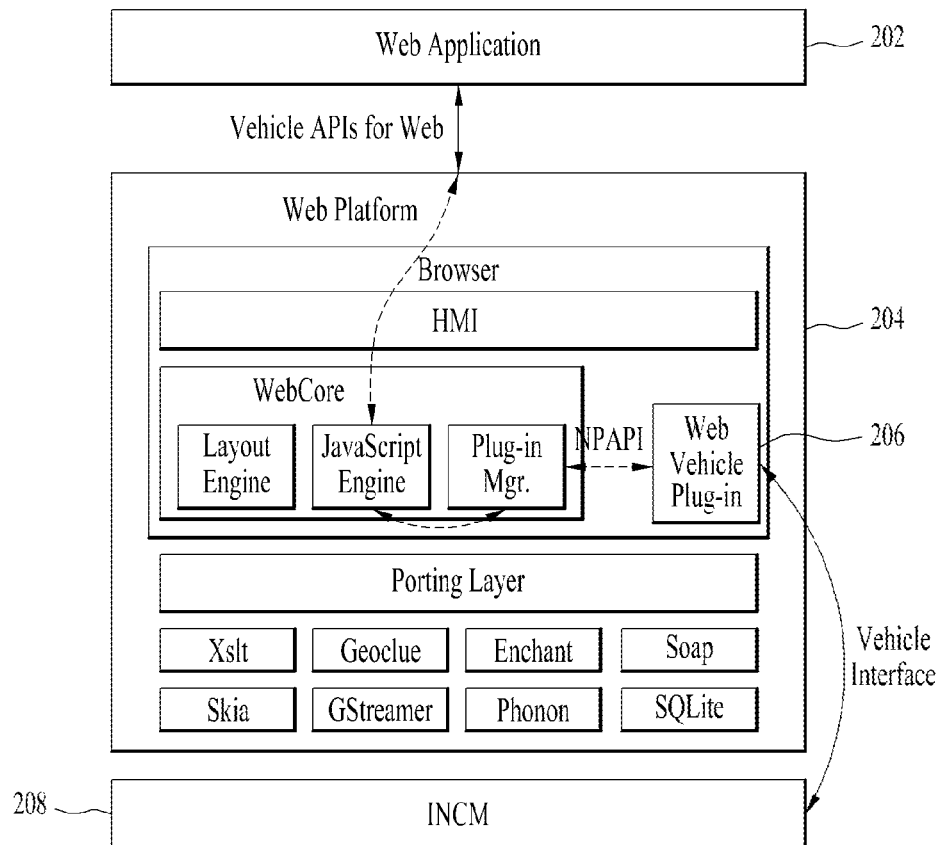 Web Application
202
Vehicle APIs for Web
Web Platform
Browser
HMI
204
WebCore
Layout
Engine
JavaScript
Engine
Plug-in
Mgr.
NPAPI
Web
Vehicle
Plug-in
206
Porting Layer
Xslt
Geoclue
Enchant
Soap
Skia
GStreamer
Phonon
SQLite
Vehicle
Interface
208
INCM